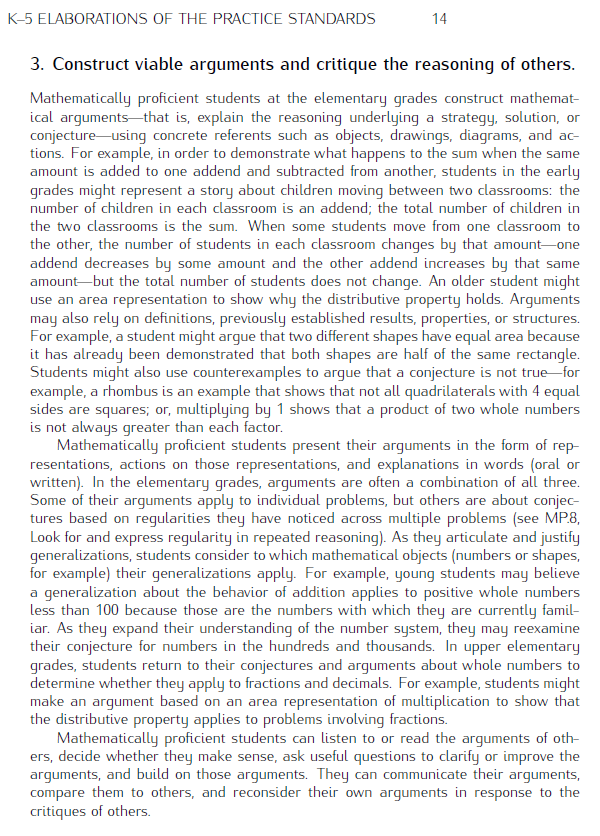 K–5 ELABORATIONS OF THE PRACTICE STANDARDS 14
3. Construct viable arguments and critique the reasoning of others.
Mathematically proficient students at the elementary grades construct mathemat-
ical arguments—that is, explain the reasoning underlying a strategy, solution, or
conjecture—using concrete referents such as objects, drawings, diagrams, and ac-
tions. For example, in order to demonstrate what happens to the sum when the same
amount is added to one addend and subtracted from another, students in the early
grades might represent a story about children moving between two classrooms: the
number of children in each classroom is an addend; the total number of children in
the two classrooms is the sum. When some students move from one classroom to
the other, the number of students in each classroom changes by that amount—one
addend decreases by some amount and the other addend increases by that same
amount—but the total number of students does not change. An older student might
use an area representation to show why the distributive property holds. Arguments
may also rely on definitions, previously established results, properties, or structures.
For example, a student might argue that two different shapes have equal area because
it has already been demonstrated that both shapes are half of the same rectangle.
Students might also use counterexamples to argue that a conjecture is not true—for
example, a rhombus is an example that shows that not all quadrilaterals with 4 equal
sides are squares; or, multiplying by 1 shows that a product of two whole numbers
is not always greater than each factor.
Mathematically proficient students present their arguments in the form of rep-
resentations, actions on those representations, and explanations in words (oral or
written). In the elementary grades, arguments are often a combination of all three.
Some of their arguments apply to individual problems, but others are about conjec-
tures based on regularities they have noticed across multiple problems (see MP.8,
Look for and express regularity in repeated reasoning). As they articulate and justify
generalizations, students consider to which mathematical objects (numbers or shapes,
for example) their generalizations apply. For example, young students may believe
a generalization about the behavior of addition applies to positive whole numbers
less than 100 because those are the numbers with which they are currently famil-
iar. As they expand their understanding of the number system, they may reexamine
their conjecture for numbers in the hundreds and thousands. In upper elementary
grades, students return to their conjectures and arguments about whole numbers to
determine whether they apply to fractions and decimals. For example, students might
make an argument based on an area representation of multiplication to show that
the distributive property applies to problems involving fractions.
Mathematically proficient students can listen to or read the arguments of oth-
ers, decide whether they make sense, ask useful questions to clarify or improve the
arguments, and build on those arguments. They can communicate their arguments,
compare them to others, and reconsider their own arguments in response to the
critiques of others.